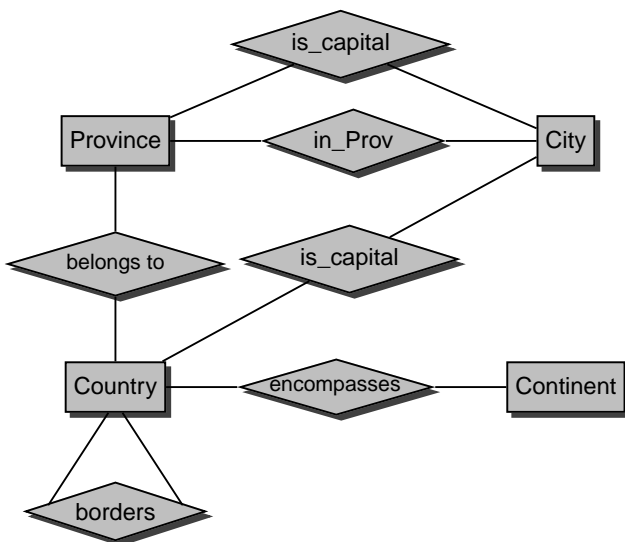 is_capital
Province
in_Prov
City
belongs to
is_capital
Country
encompasses
Continent
borders